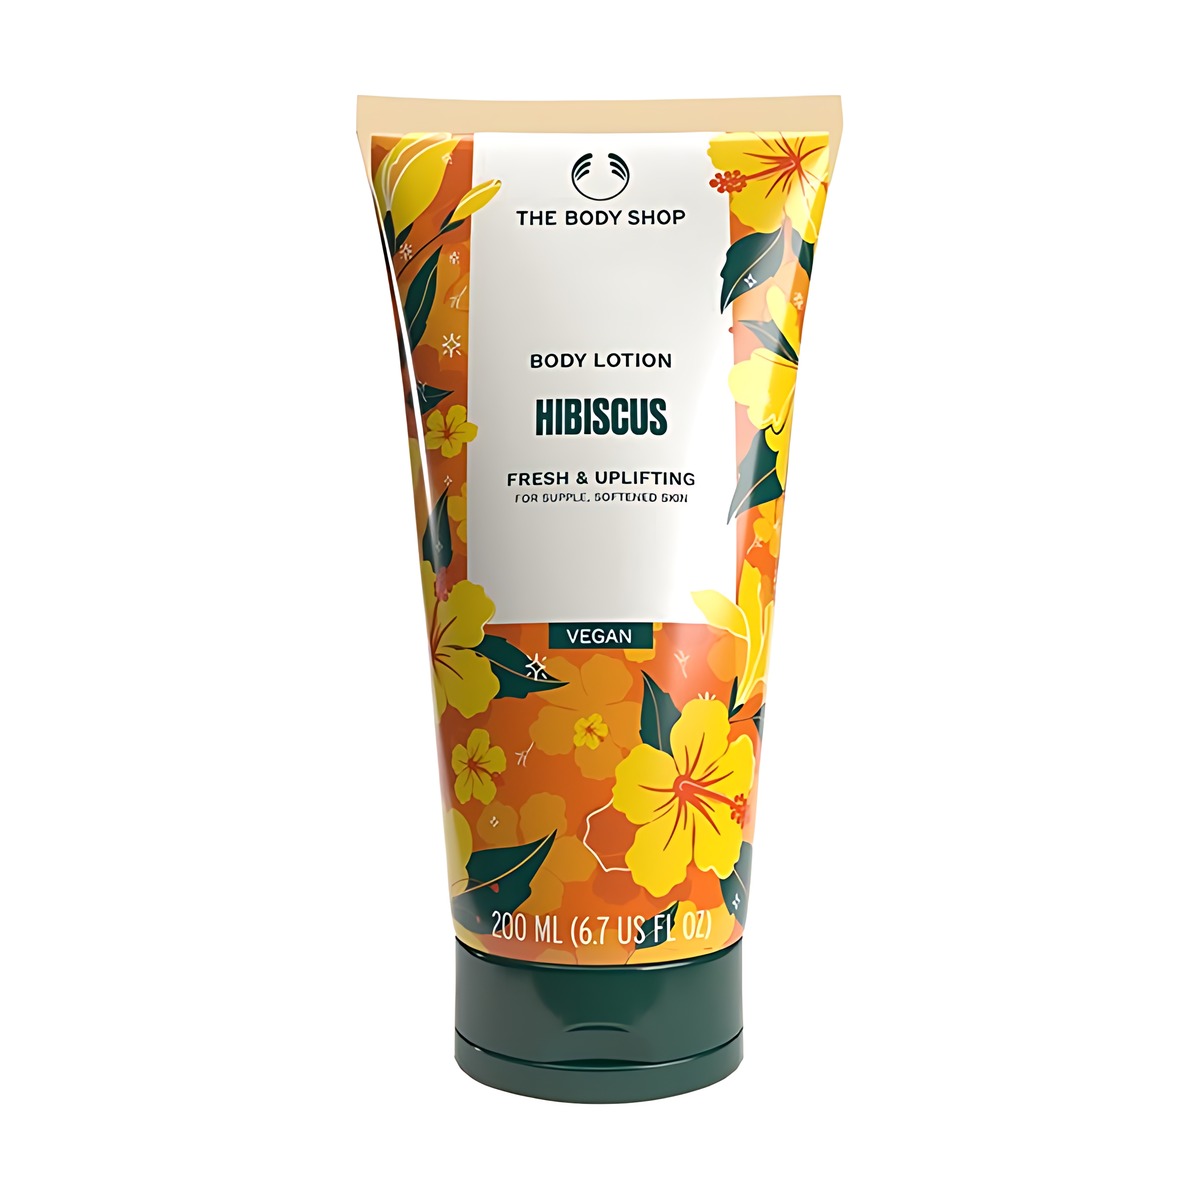 THE BODY SHOP
BODY LOTION
HIBISCUS
FRESH & UPLIFTING
FOR SUPPLE, SOFTENED SKIN
VEGAN
200 ML (6.7 US FL OZ)